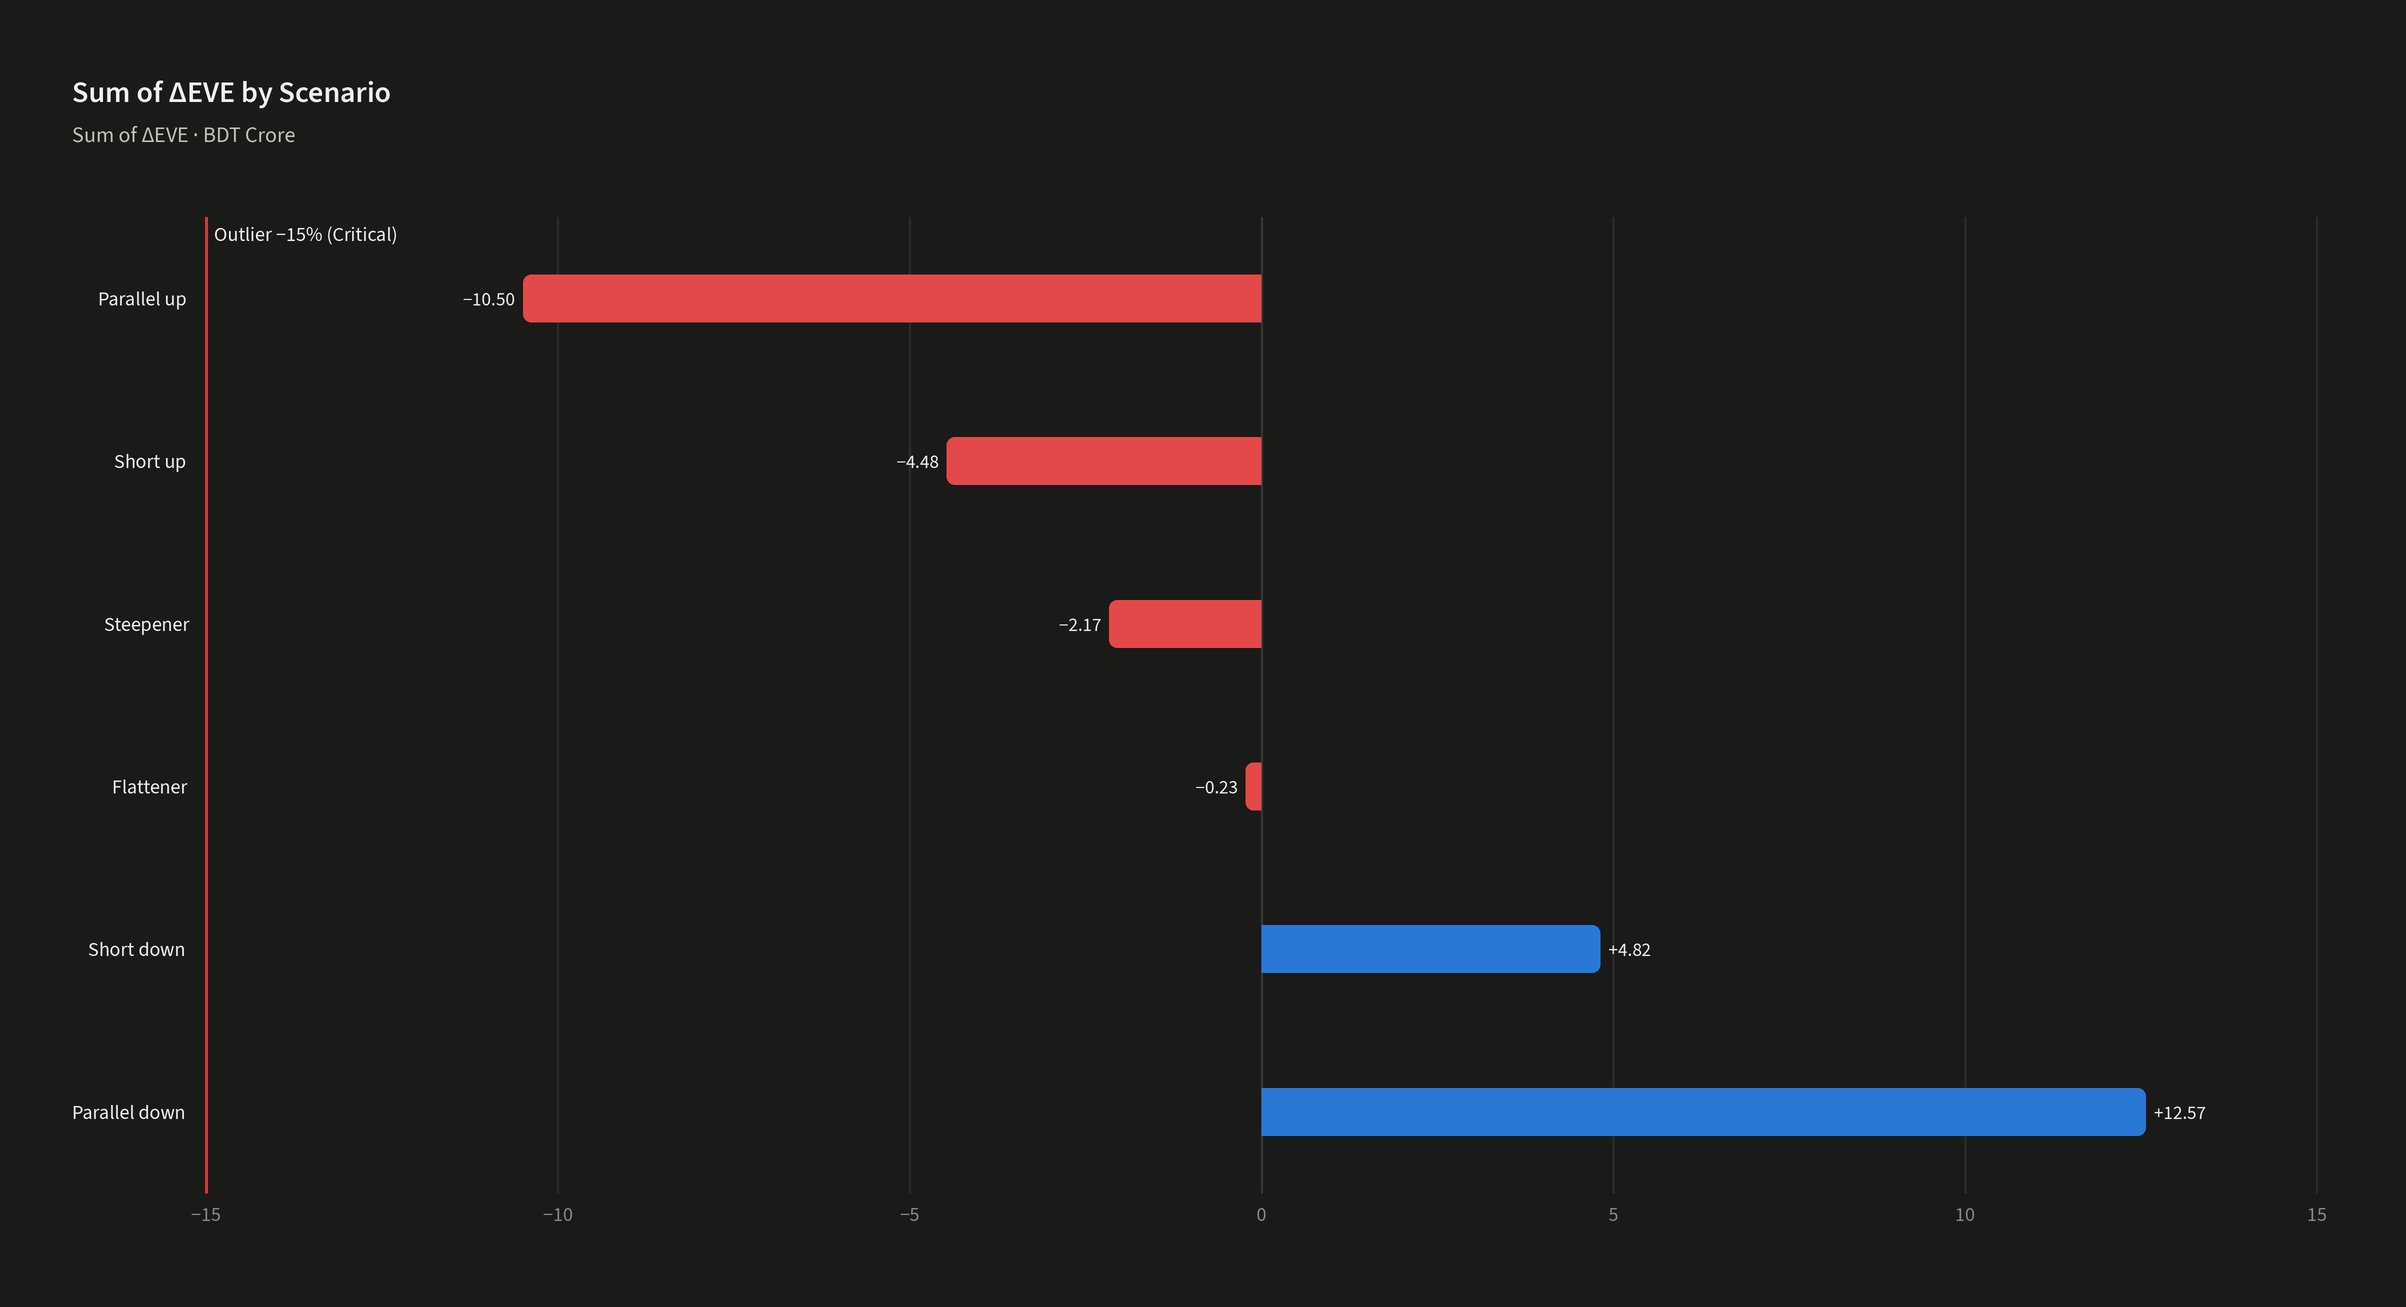 Sum of ΔEVE by Scenario
Sum of ΔEVE · BDT Crore
Outlier −15% (Critical)
Parallel up
−10.50
Short up
−4.48
Steepener
−2.17
Flattener
−0.23
Short down
+4.82
Parallel down
+12.57
−15
−10
−5
0
5
10
15